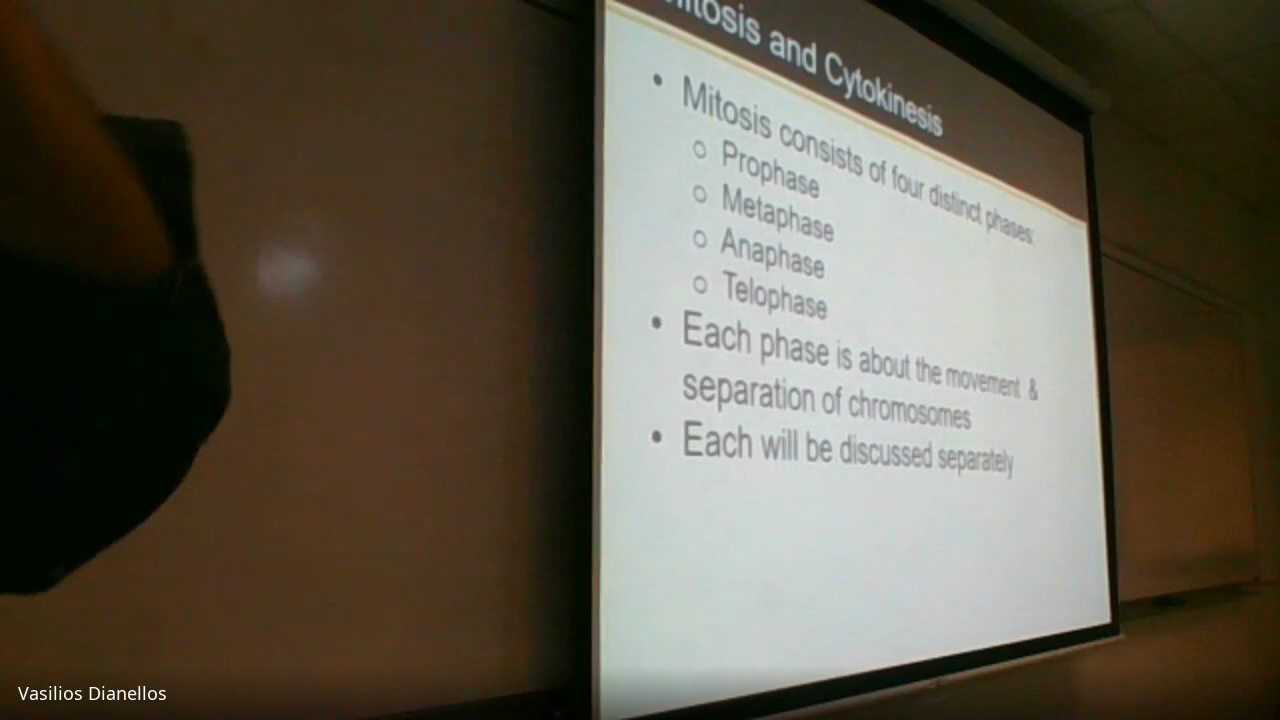 Mitosis and Cytokinesis
• Mitosis consists of four distinct phases:
○ Prophase
○ Metaphase
○ Anaphase
○ Telophase
• Each phase is about the movement &
separation of chromosomes
• Each will be discussed separately
Vasilios Dianellos